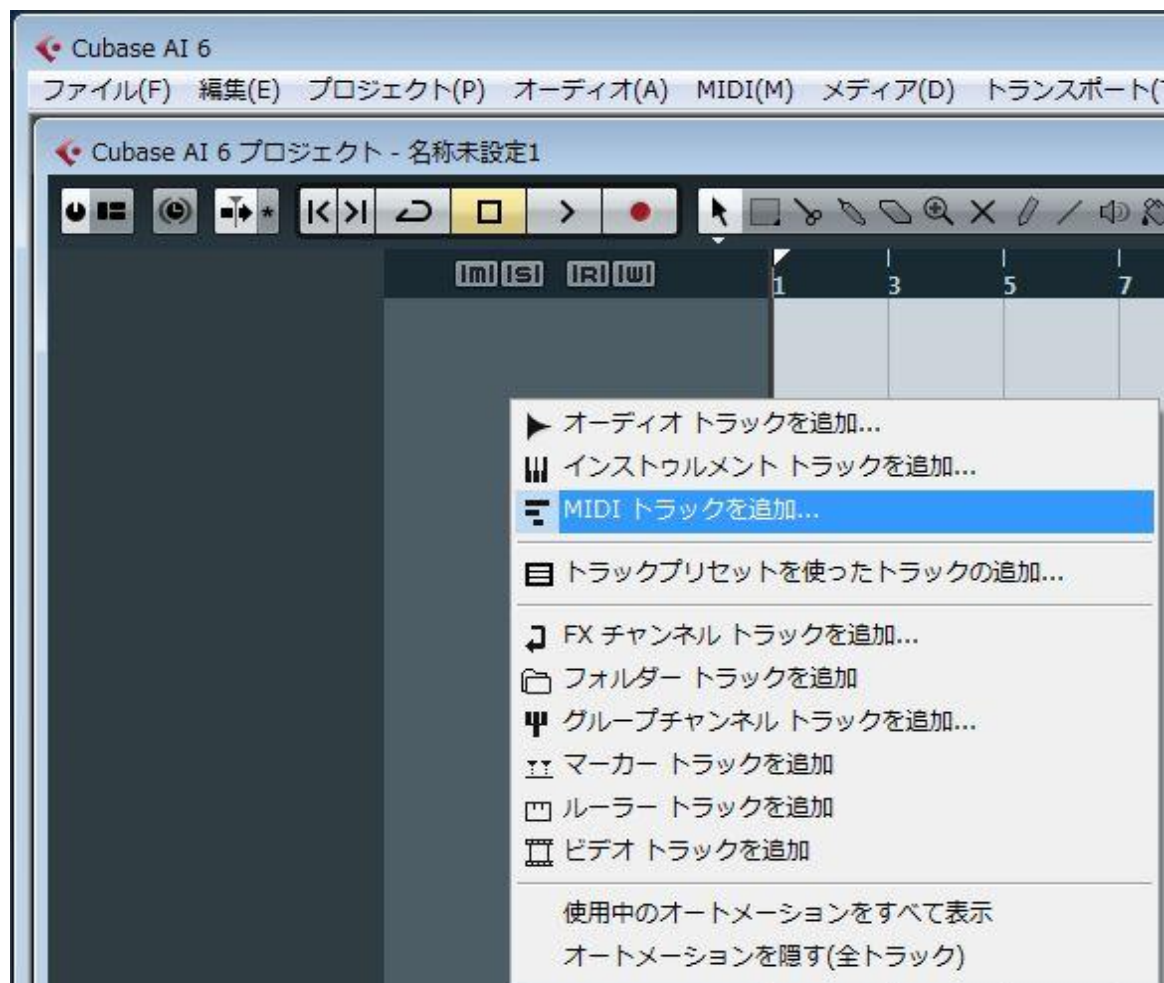 Cubase AI 6
ファイル(F) 編集(E) プロジェクト(P) オーディオ(A) MIDI(M) メディア(D) トランスポート(
Cubase AI 6 プロジェクト - 名称未設定1
m S R W
1 3 5 7
オーディオ トラックを追加...
インストゥルメント トラックを追加...
MIDI トラックを追加...
トラックプリセットを使ったトラックの追加...
FX チャンネル トラックを追加...
フォルダー トラックを追加
グループチャンネル トラックを追加...
マーカー トラックを追加
ルーラー トラックを追加
ビデオ トラックを追加
使用中のオートメーションをすべて表示
オートメーションを隠す(全トラック)